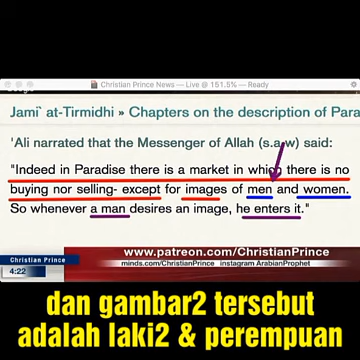 Christian Prince News — Live @ 151.5% — Ready
Jami` at-Tirmidhi » Chapters on the description of Para
'Ali narrated that the Messenger of Allah (s.a.w) said:
"Indeed in Paradise there is a market in which there is no
buying nor selling- except for images of men and women.
So whenever a man desires an image, he enters it."
www.patreon.com/ChristianPrince
Christian Prince
minds.com/ChristianPrince instagram ArabianProphet
4:22
dan gambar2 tersebut
adalah laki2 & perempuan